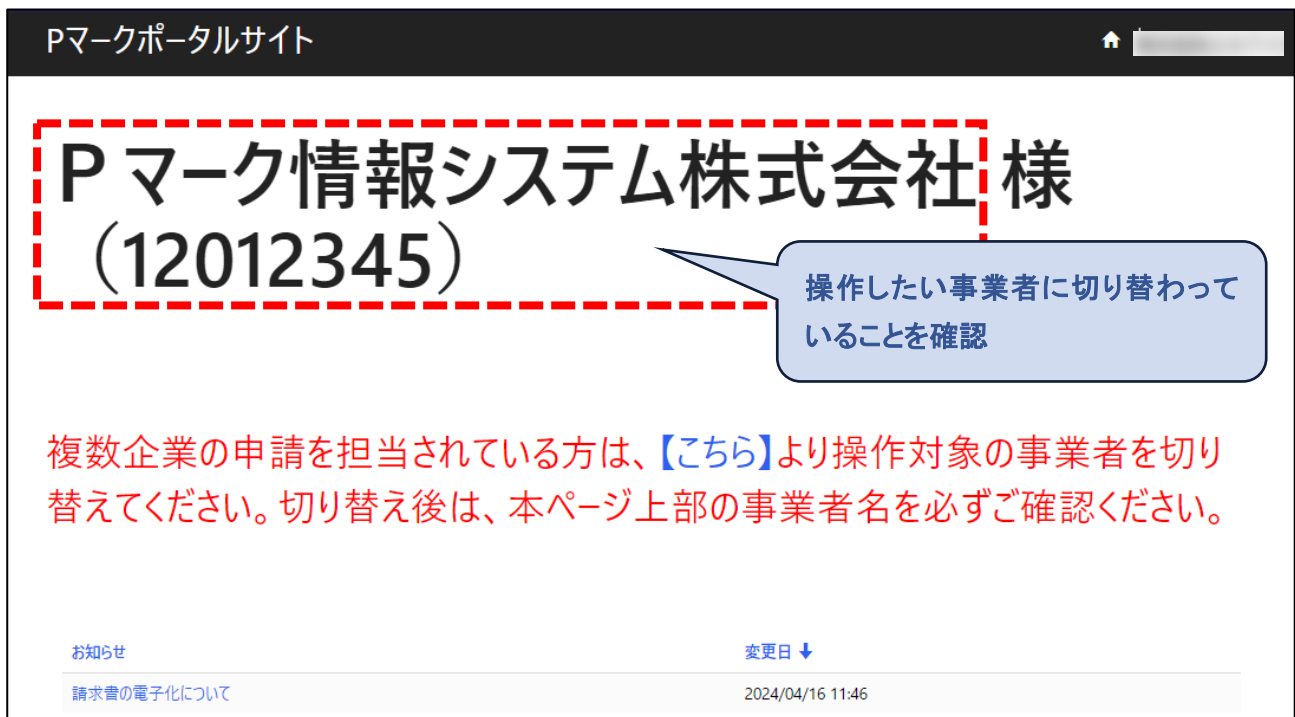 Pマークポータルサイト
Pマーク情報システム株式会社 様
（12012345）
操作したい事業者に切り替わって
いることを確認
複数企業の申請を担当されている方は、【こちら】より操作対象の事業者を切り
替えてください。切り替え後は、本ページ上部の事業者名を必ずご確認ください。
お知らせ 変更日
請求書の電子化について 2024/04/16 11:46